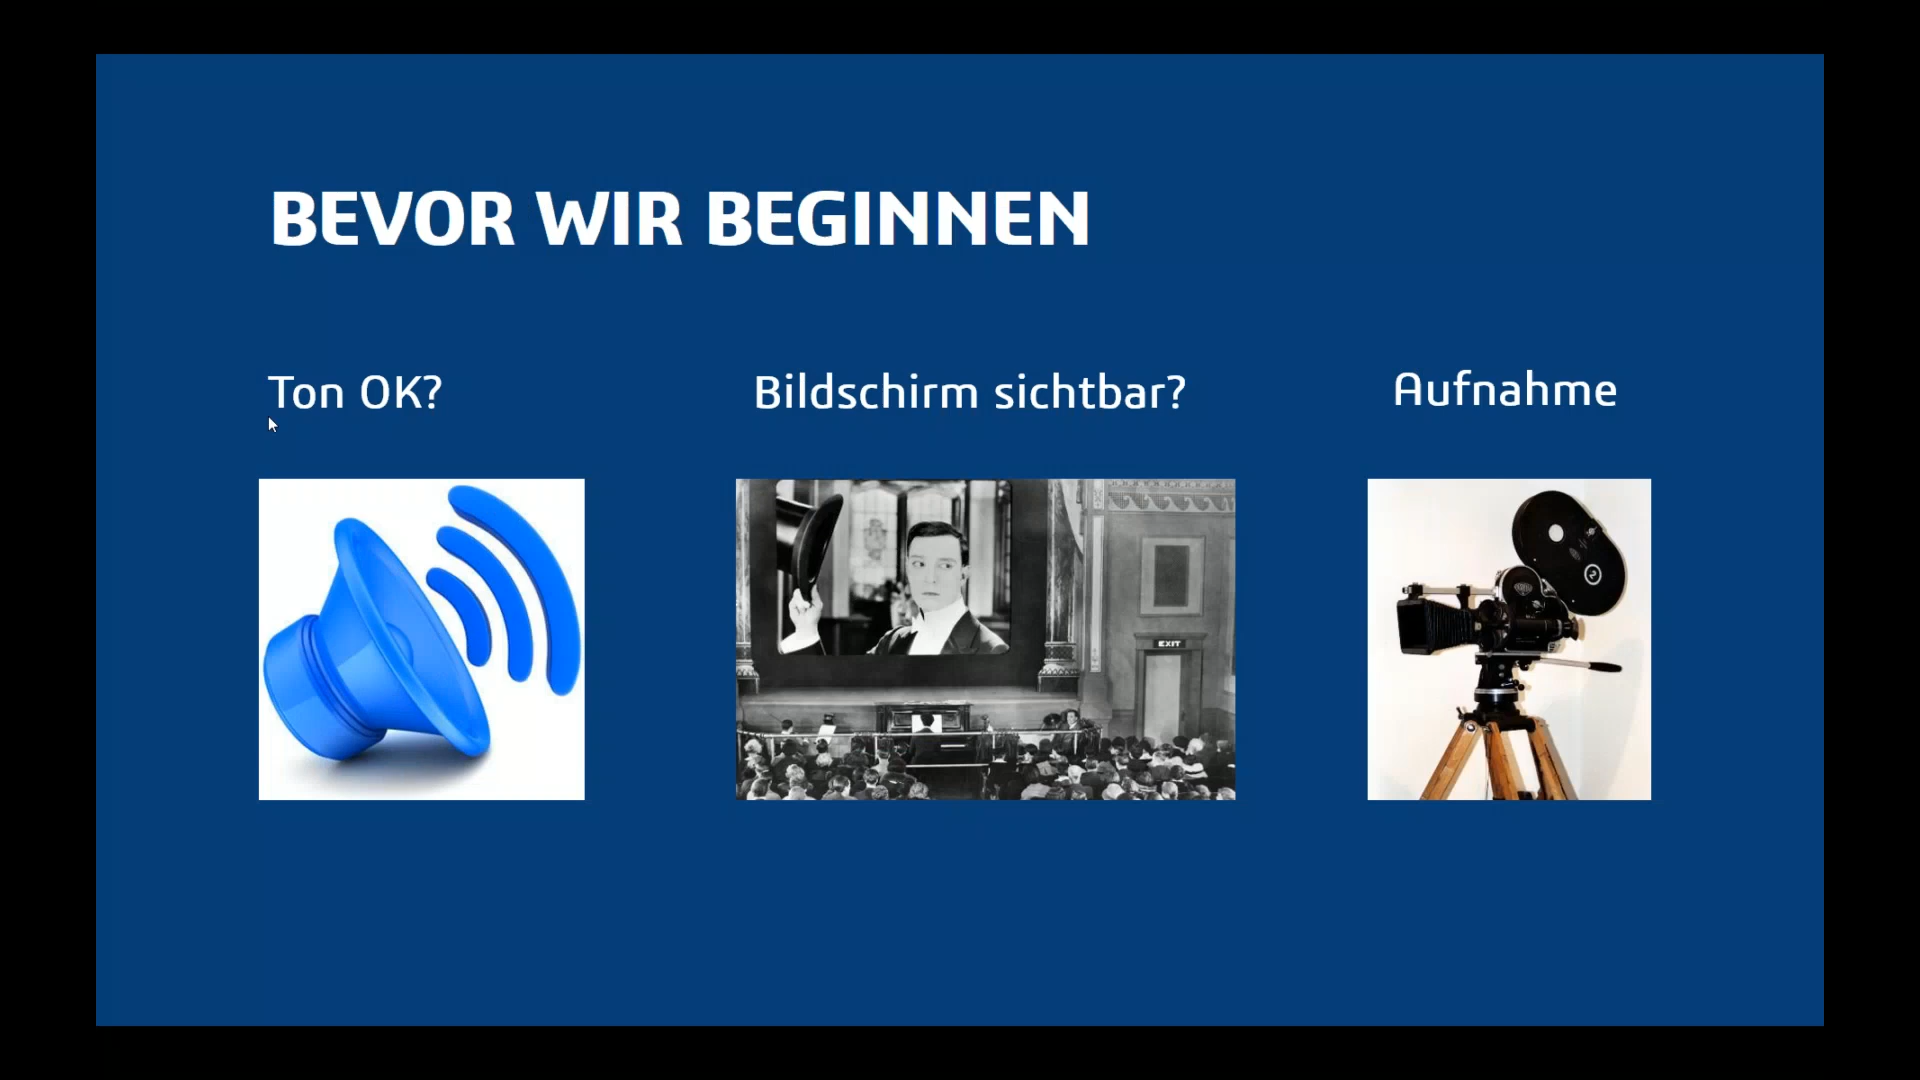 BEVOR WIR BEGINNEN
Ton OK?
Bildschirm sichtbar?
Aufnahme
EXIT